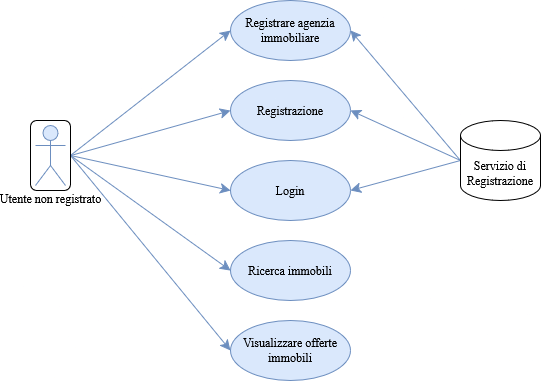 Registrare agenzia
immobiliare
Registrazione
Utente non registrato
Servizio di
Registrazione
Login
Ricerca immobili
Visualizzare offerte
immobili